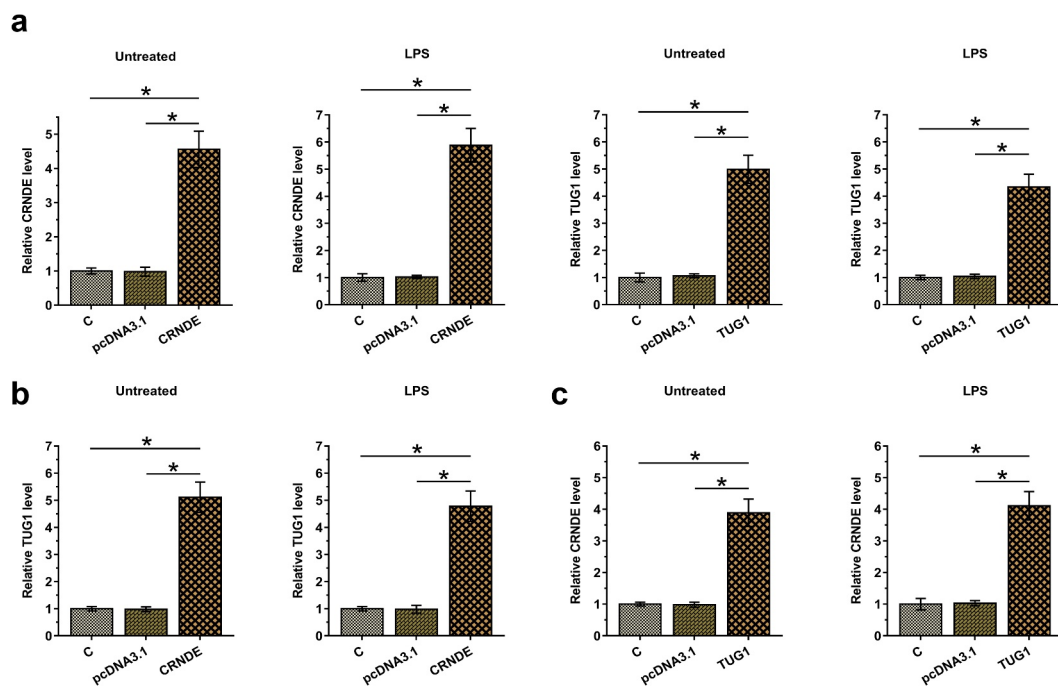 a
Untreated
*
*
Relative CRNDE level
5
4
3
2
1
0
C
pcDNA3.1
CRNDE
LPS
*
*
Relative CRNDE level
7
6
5
4
3
2
1
0
C
pcDNA3.1
CRNDE
Untreated
*
*
Relative TUG1 level
7
6
5
4
3
2
1
0
C
pcDNA3.1
TUG1
LPS
*
*
Relative TUG1 level
7
6
5
4
3
2
1
0
C
pcDNA3.1
TUG1
b
Untreated
*
*
Relative TUG1 level
7
6
5
4
3
2
1
0
C
pcDNA3.1
CRNDE
LPS
*
*
Relative TUG1 level
7
6
5
4
3
2
1
0
C
pcDNA3.1
CRNDE
c
Untreated
*
*
Relative CRNDE level
6
5
4
3
2
1
0
C
pcDNA3.1
TUG1
LPS
*
*
Relative CRNDE level
6
5
4
3
2
1
0
C
pcDNA3.1
TUG1